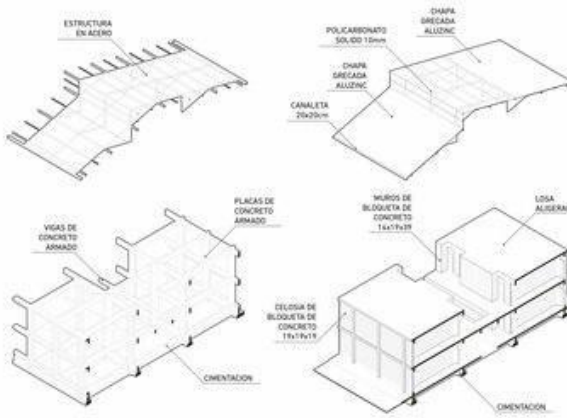 ESTRUCTURA
EN ACERO
CHAPA
GRECADA
ALUZINC
POLICARBONATO
SOLIDO 10mm
CHAPA
GRECADA
ALUZINC
CANALETA
20x20cm
PLACAS DE
CONCRETO
ARMADO
VIGAS DE
CONCRETO
ARMADO
CIMENTACION
MUROS DE
BLOQUETA DE
CONCRETO
14x19x39
LOSA
ALIGERA
CELOSIA DE
BLOQUETA DE
CONCRETO
19x19x19
CIMENTACION